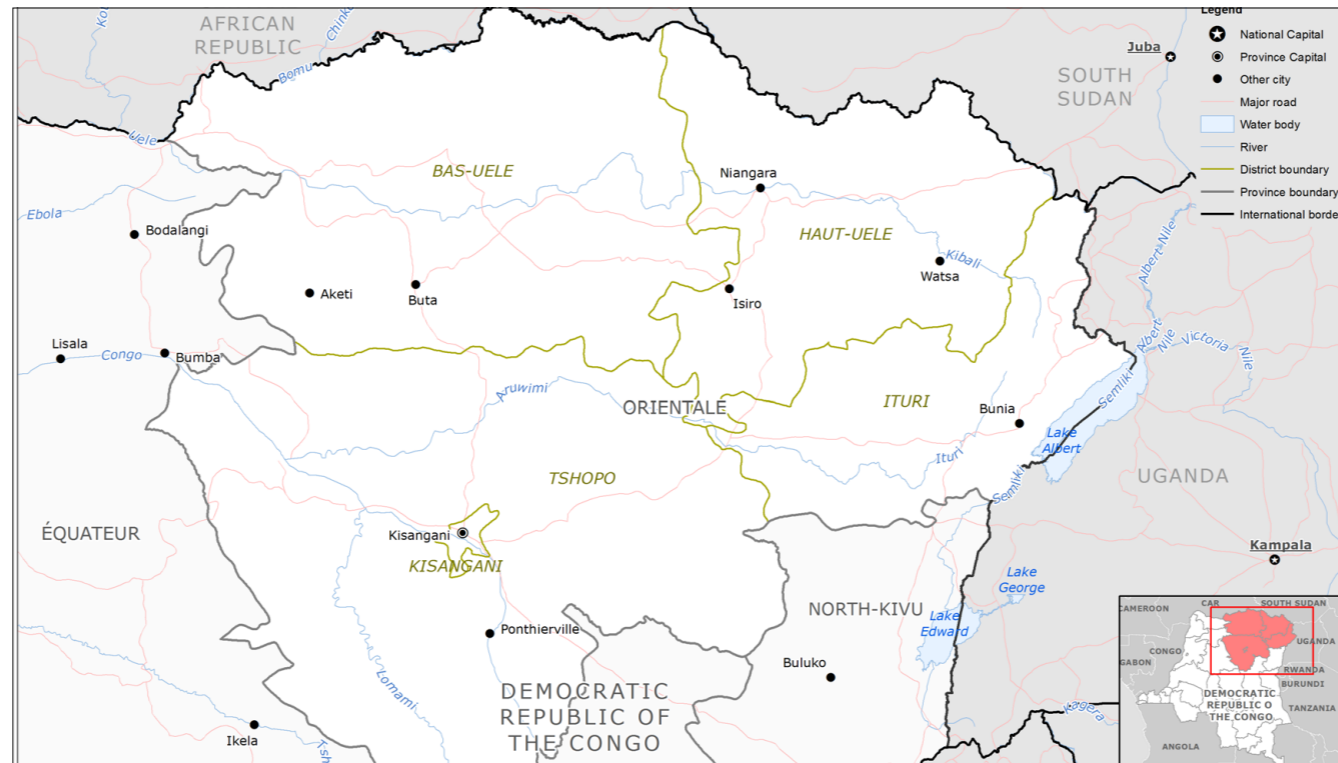 AFRICAN
REPUBLIC
Chinko
Bomu
Uele
Ebola
Bodalangi
Lisala
Congo
Bumba
ÉQUATEUR
Ikela
BAS-UELE
Aketi
Buta
Niangara
HAUT-UELE
Kibali
Watsa
Isiro
Aruwimi
ORIENTALE
ITURI
Bunia
Ituri
TSHOPO
Kisangani
KISANGANI
Ponthierville
Lomami
DEMOCRATIC
REPUBLIC OF
THE CONGO
NORTH-KIVU
Buluko
Semliki
Lake
Albert
Semliki
Lake
Edward
Lake
George
Juba
SOUTH
SUDAN
Albert Nile
Albert
Nile
Victoria
Nile
UGANDA
Kampala
Kagera
Legend
National Capital
Province Capital
Other city
Major road
Water body
River
District boundary
Province boundary
International borde
CAMEROON
CAR
SOUTH SUDAN
CONGO
UGANDA
GABON
RWANDA
BURUNDI
DEMOCRATIC
REPUBLIC O
THE CONGO
TANZANIA
ANGOLA